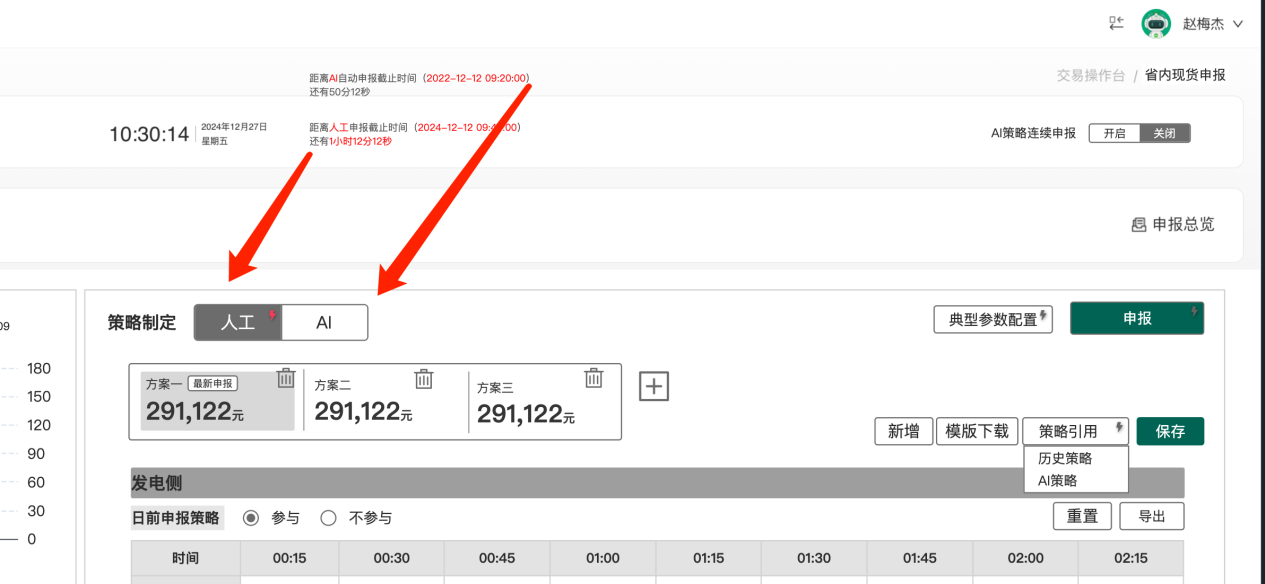 赵梅杰
交易操作台 / 省内现货申报
距离AI自动申报截止时间（2022-12-12 09:20:00）
还有50分12秒
10:30:14
2024年12月27日
星期五
距离人工申报截止时间（2024-12-12 09:4 :00）
还有1小时12分12秒
AI策略连续申报
开启
关闭
申报总览
09
180
150
120
90
60
30
0
策略制定
人工
AI
典型参数配置
申报
方案一
最新申报
291,122元
方案二
291,122元
方案三
291,122元
新增
模版下载
策略引用
保存
历史策略
AI策略
发电侧
日前申报策略
参与
不参与
重置
导出
时间 00:15 00:30 00:45 01:00 01:15 01:30 01:45 02:00 02:15